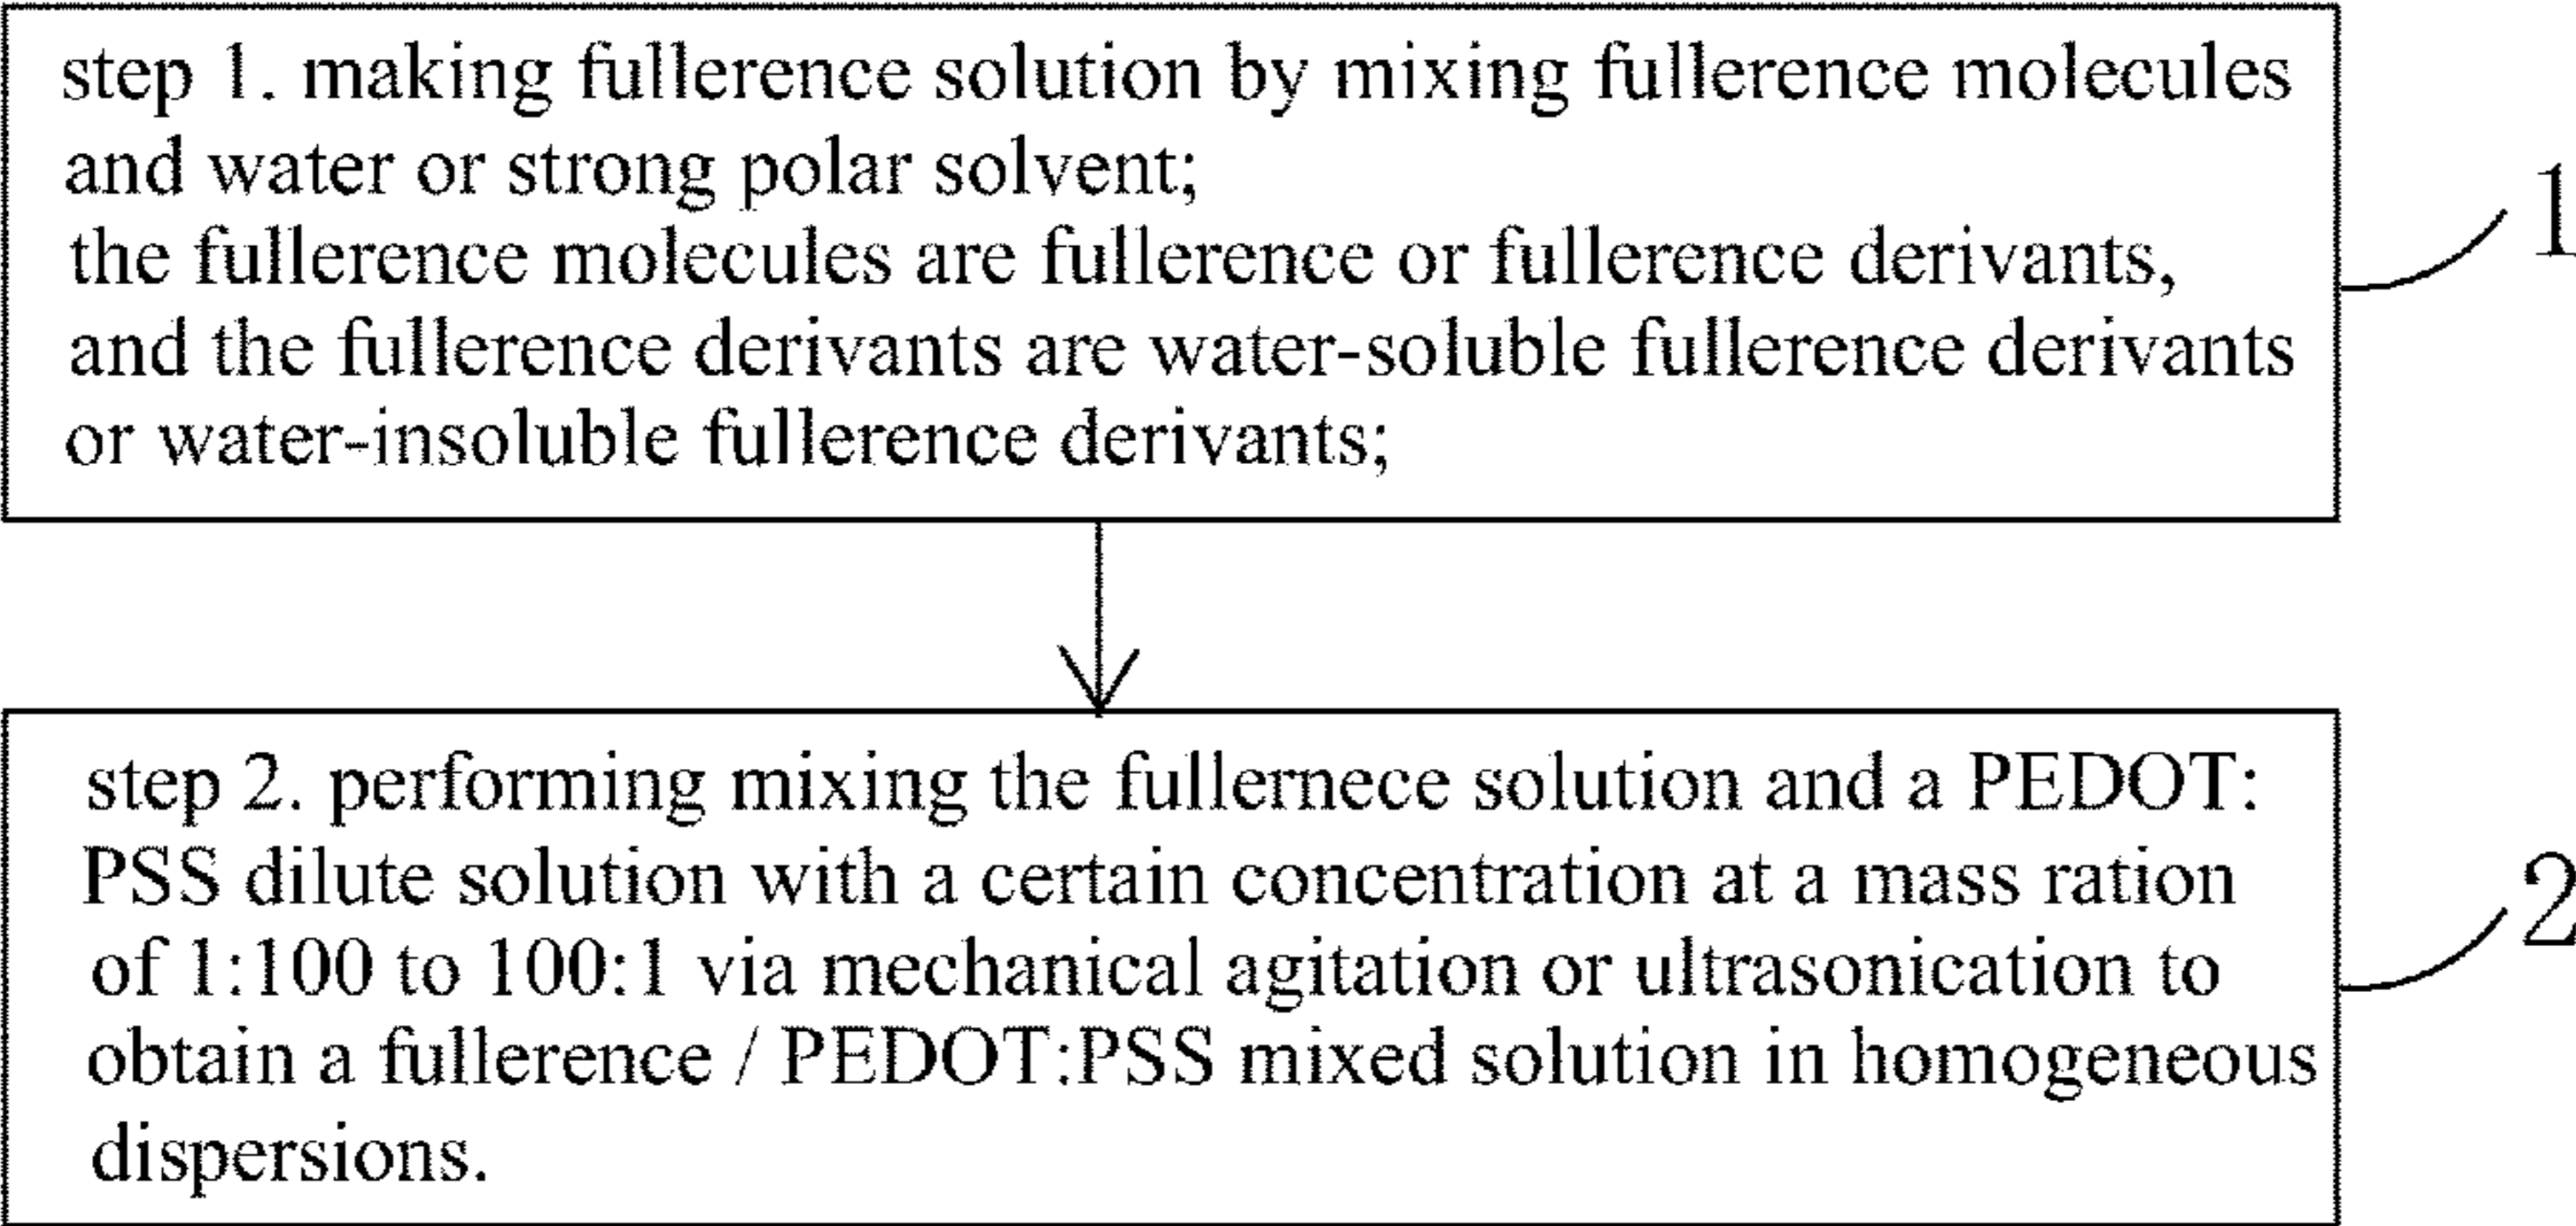 step 1. making fullerence solution by mixing fullerence molecules
and water or strong polar solvent;
the fullerence molecules are fullerence or fullerence derivants,
and the fullerence derivants are water-soluble fullerence derivants
or water-insoluble fullerence derivants;
1
step 2. performing mixing the fullernece solution and a PEDOT:
PSS dilute solution with a certain concentration at a mass ration
of 1:100 to 100:1 via mechanical agitation or ultrasonication to
obtain a fullerence / PEDOT:PSS mixed solution in homogeneous
dispersions.
2